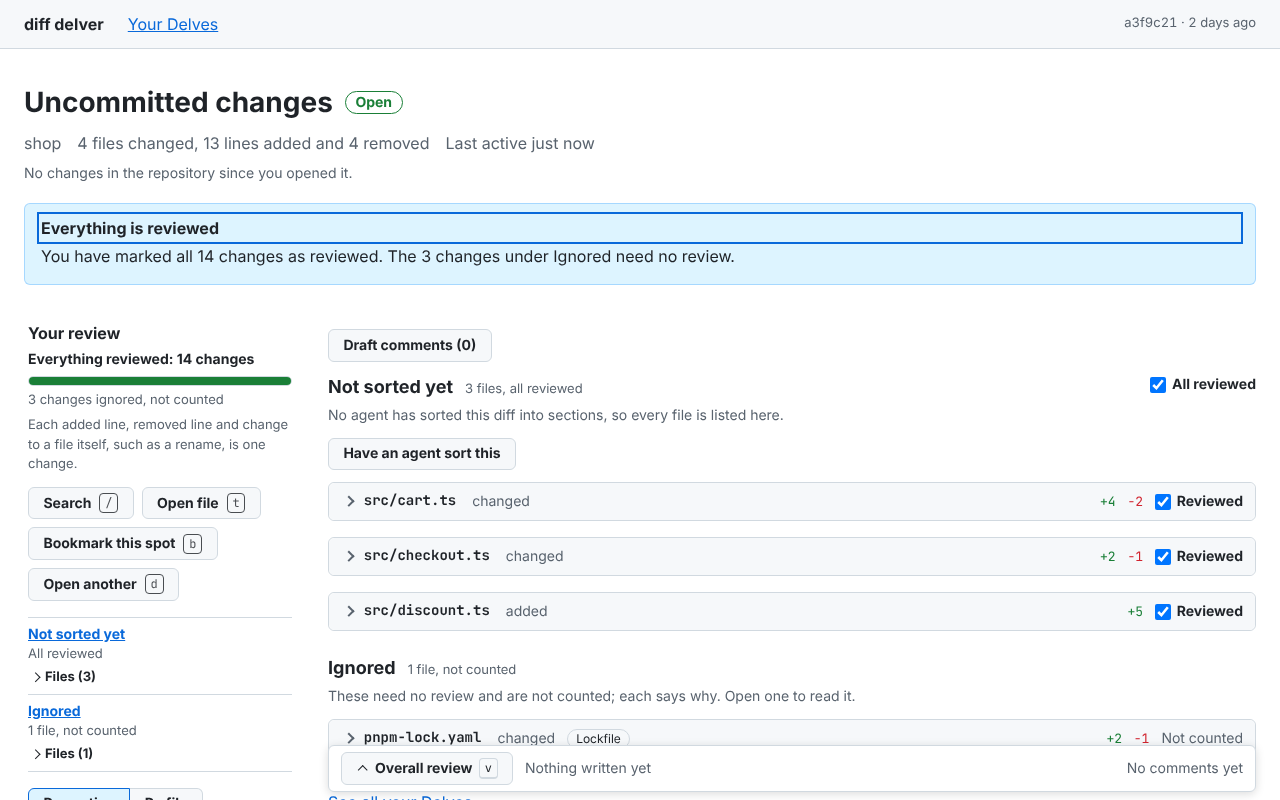 diff delver Your Delves a3f9c21 · 2 days ago
Uncommitted changes Open
shop 4 files changed, 13 lines added and 4 removed Last active just now
No changes in the repository since you opened it.
Everything is reviewed
You have marked all 14 changes as reviewed. The 3 changes under Ignored need no review.
Your review
Everything reviewed: 14 changes
3 changes ignored, not counted
Each added line, removed line and change
to a file itself, such as a rename, is one
change.
Search /
Open file t
Bookmark this spot b
Open another d
Not sorted yet
All reviewed
Files (3)
Ignored
1 file, not counted
Files (1)
Draft comments (0)
Not sorted yet 3 files, all reviewed All reviewed
No agent has sorted this diff into sections, so every file is listed here.
Have an agent sort this
src/cart.ts changed +4 -2 Reviewed
src/checkout.ts changed +2 -1 Reviewed
src/discount.ts added +5 Reviewed
Ignored 1 file, not counted
These need no review and are not counted; each says why. Open one to read it.
pnpm-lock.yaml changed Lockfile +2 -1 Not counted
Overall review v Nothing written yet No comments yet
See all your Delves